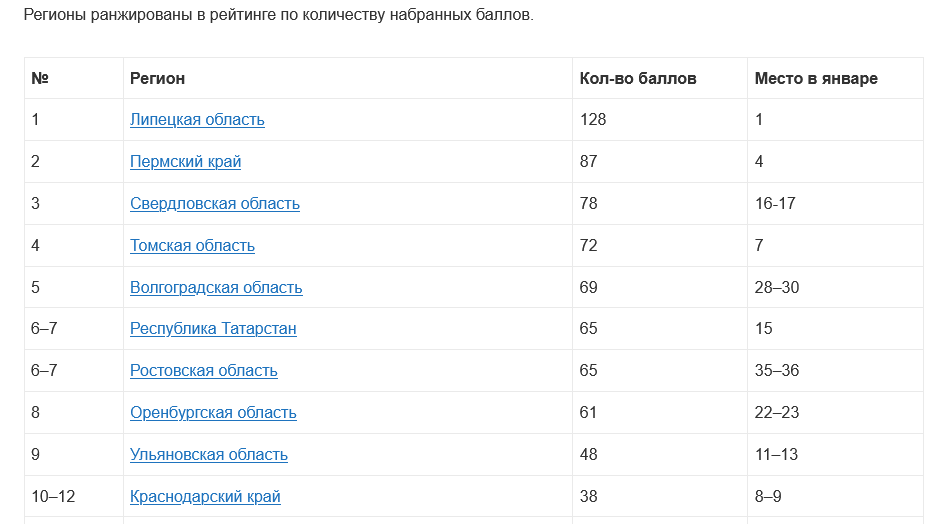 Регионы ранжированы в рейтинге по количеству набранных баллов.
№ Регион Кол-во баллов Место в январе
1 Липецкая область 128 1
2 Пермский край 87 4
3 Свердловская область 78 16-17
4 Томская область 72 7
5 Волгоградская область 69 28–30
6–7 Республика Татарстан 65 15
6–7 Ростовская область 65 35–36
8 Оренбургская область 61 22–23
9 Ульяновская область 48 11–13
10–12 Краснодарский край 38 8–9